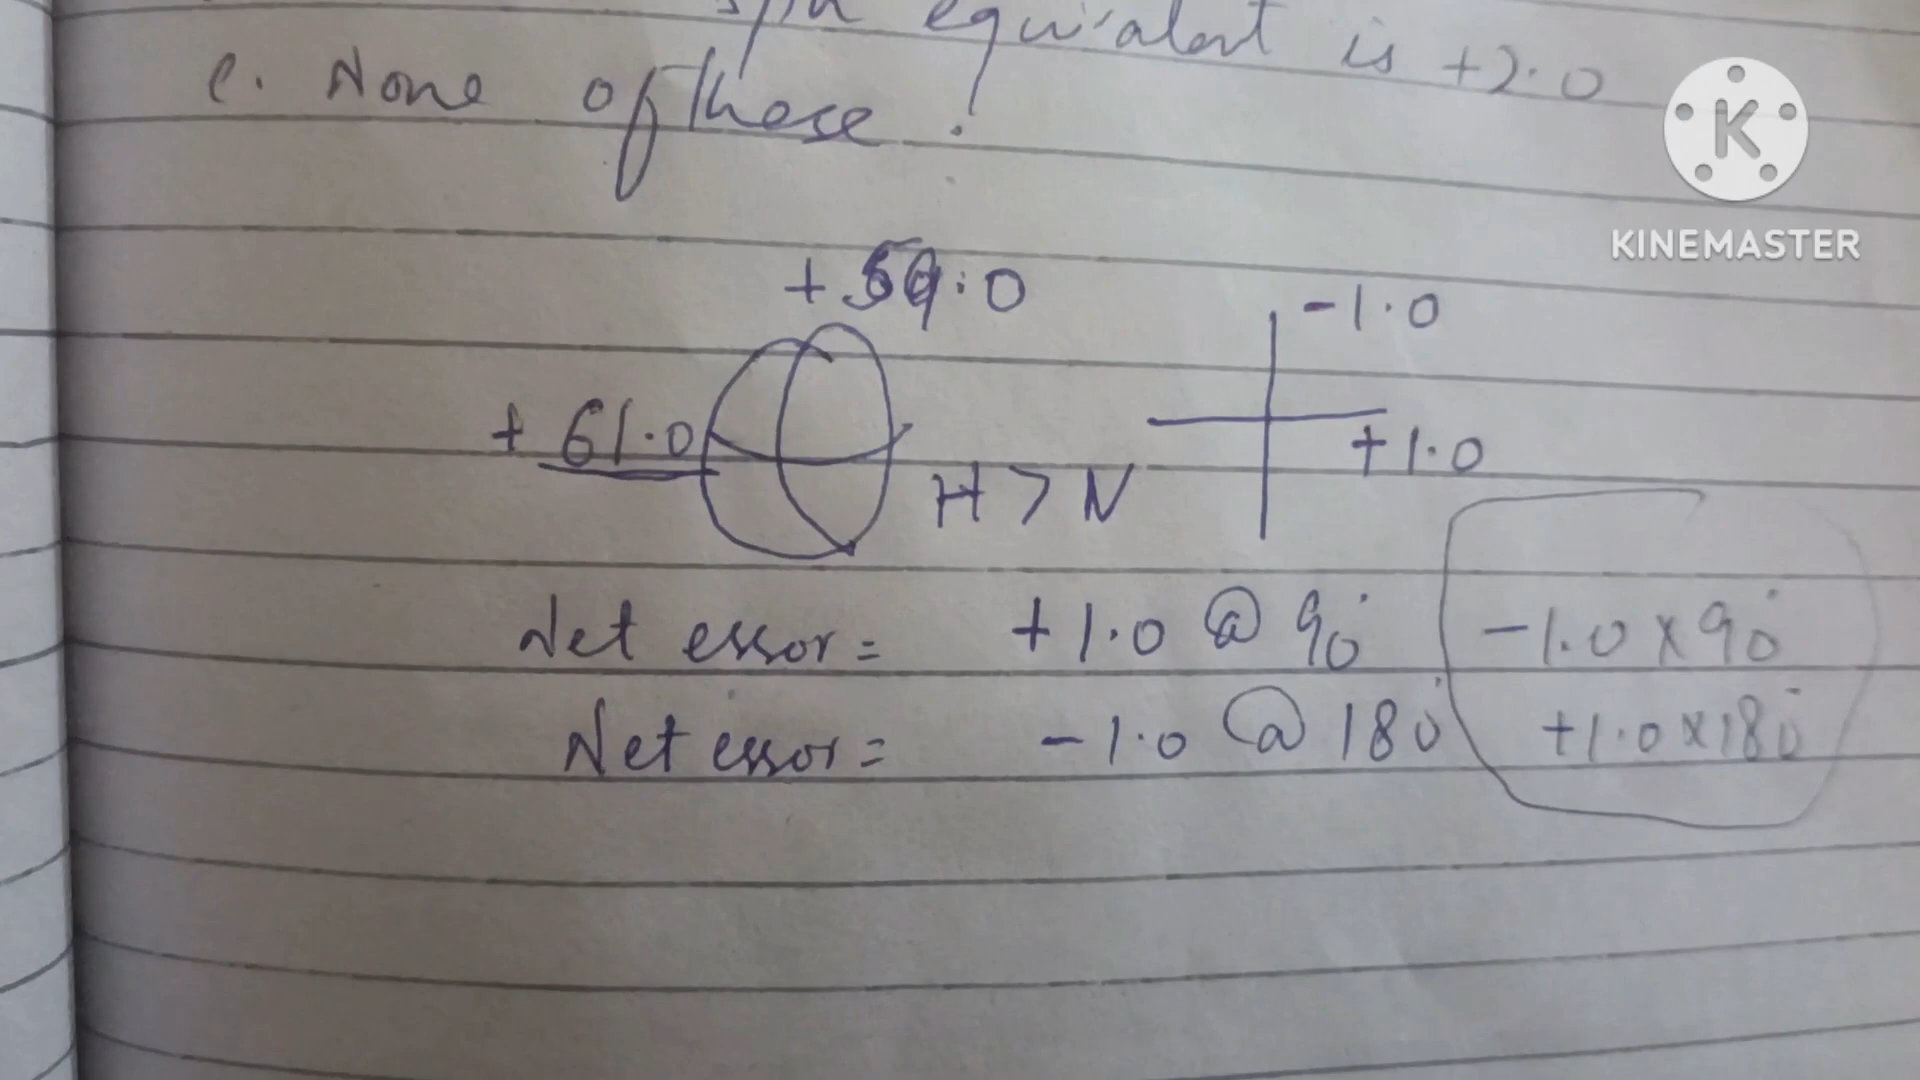 equivalent is +2.0
e. None of these!
+59.0
-1.0
+61.0
+1.0
H > N
Net error = +1.0 @ 90° -1.0 x 90°
Net error = -1.0 @ 180° +1.0 x 180°
K
KINEMASTER